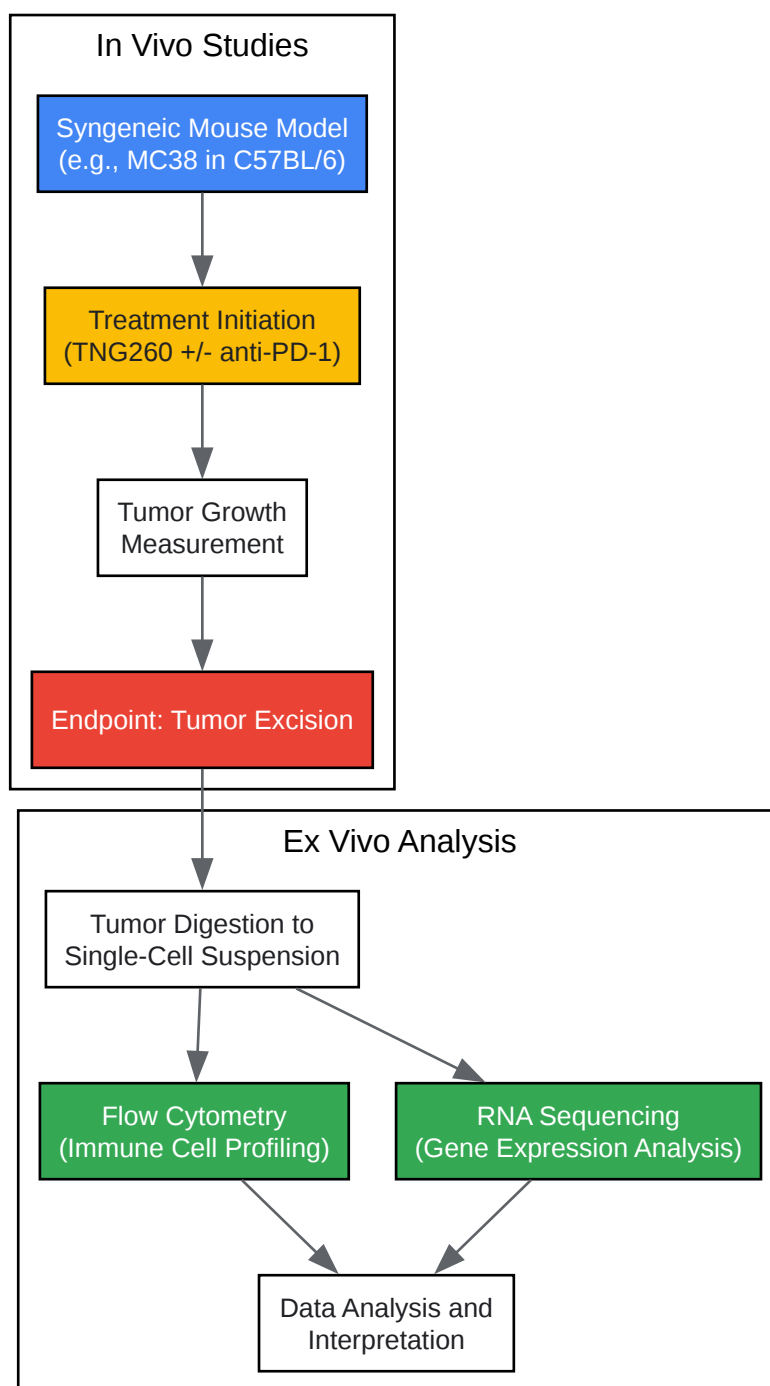 In Vivo Studies
Syngeneic Mouse Model
(e.g., MC38 in C57BL/6)
Treatment Initiation
(TNG260 +/- anti-PD-1)
Tumor Growth
Measurement
Endpoint: Tumor Excision
Ex Vivo Analysis
Tumor Digestion to
Single-Cell Suspension
Flow Cytometry
(Immune Cell Profiling)
RNA Sequencing
(Gene Expression Analysis)
Data Analysis and
Interpretation